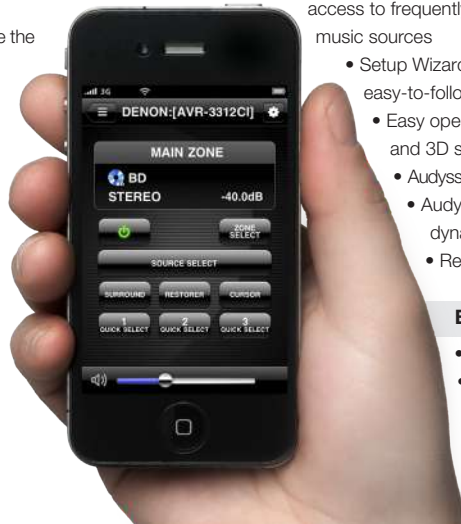 access to frequently
e the
music sources
• Setup Wizard
easy-to-follo
• Easy ope
and 3D s
• Audyss
• Audy
dyna
• Re
E
3G
DENON:[AVR-3312CI]
MAIN ZONE
BD
STEREO -40.0dB
ZONE SELECT
SOURCE SELECT
SURROUND RESTORER CURSOR
1 QUICK SELECT 2 QUICK SELECT 3 QUICK SELECT